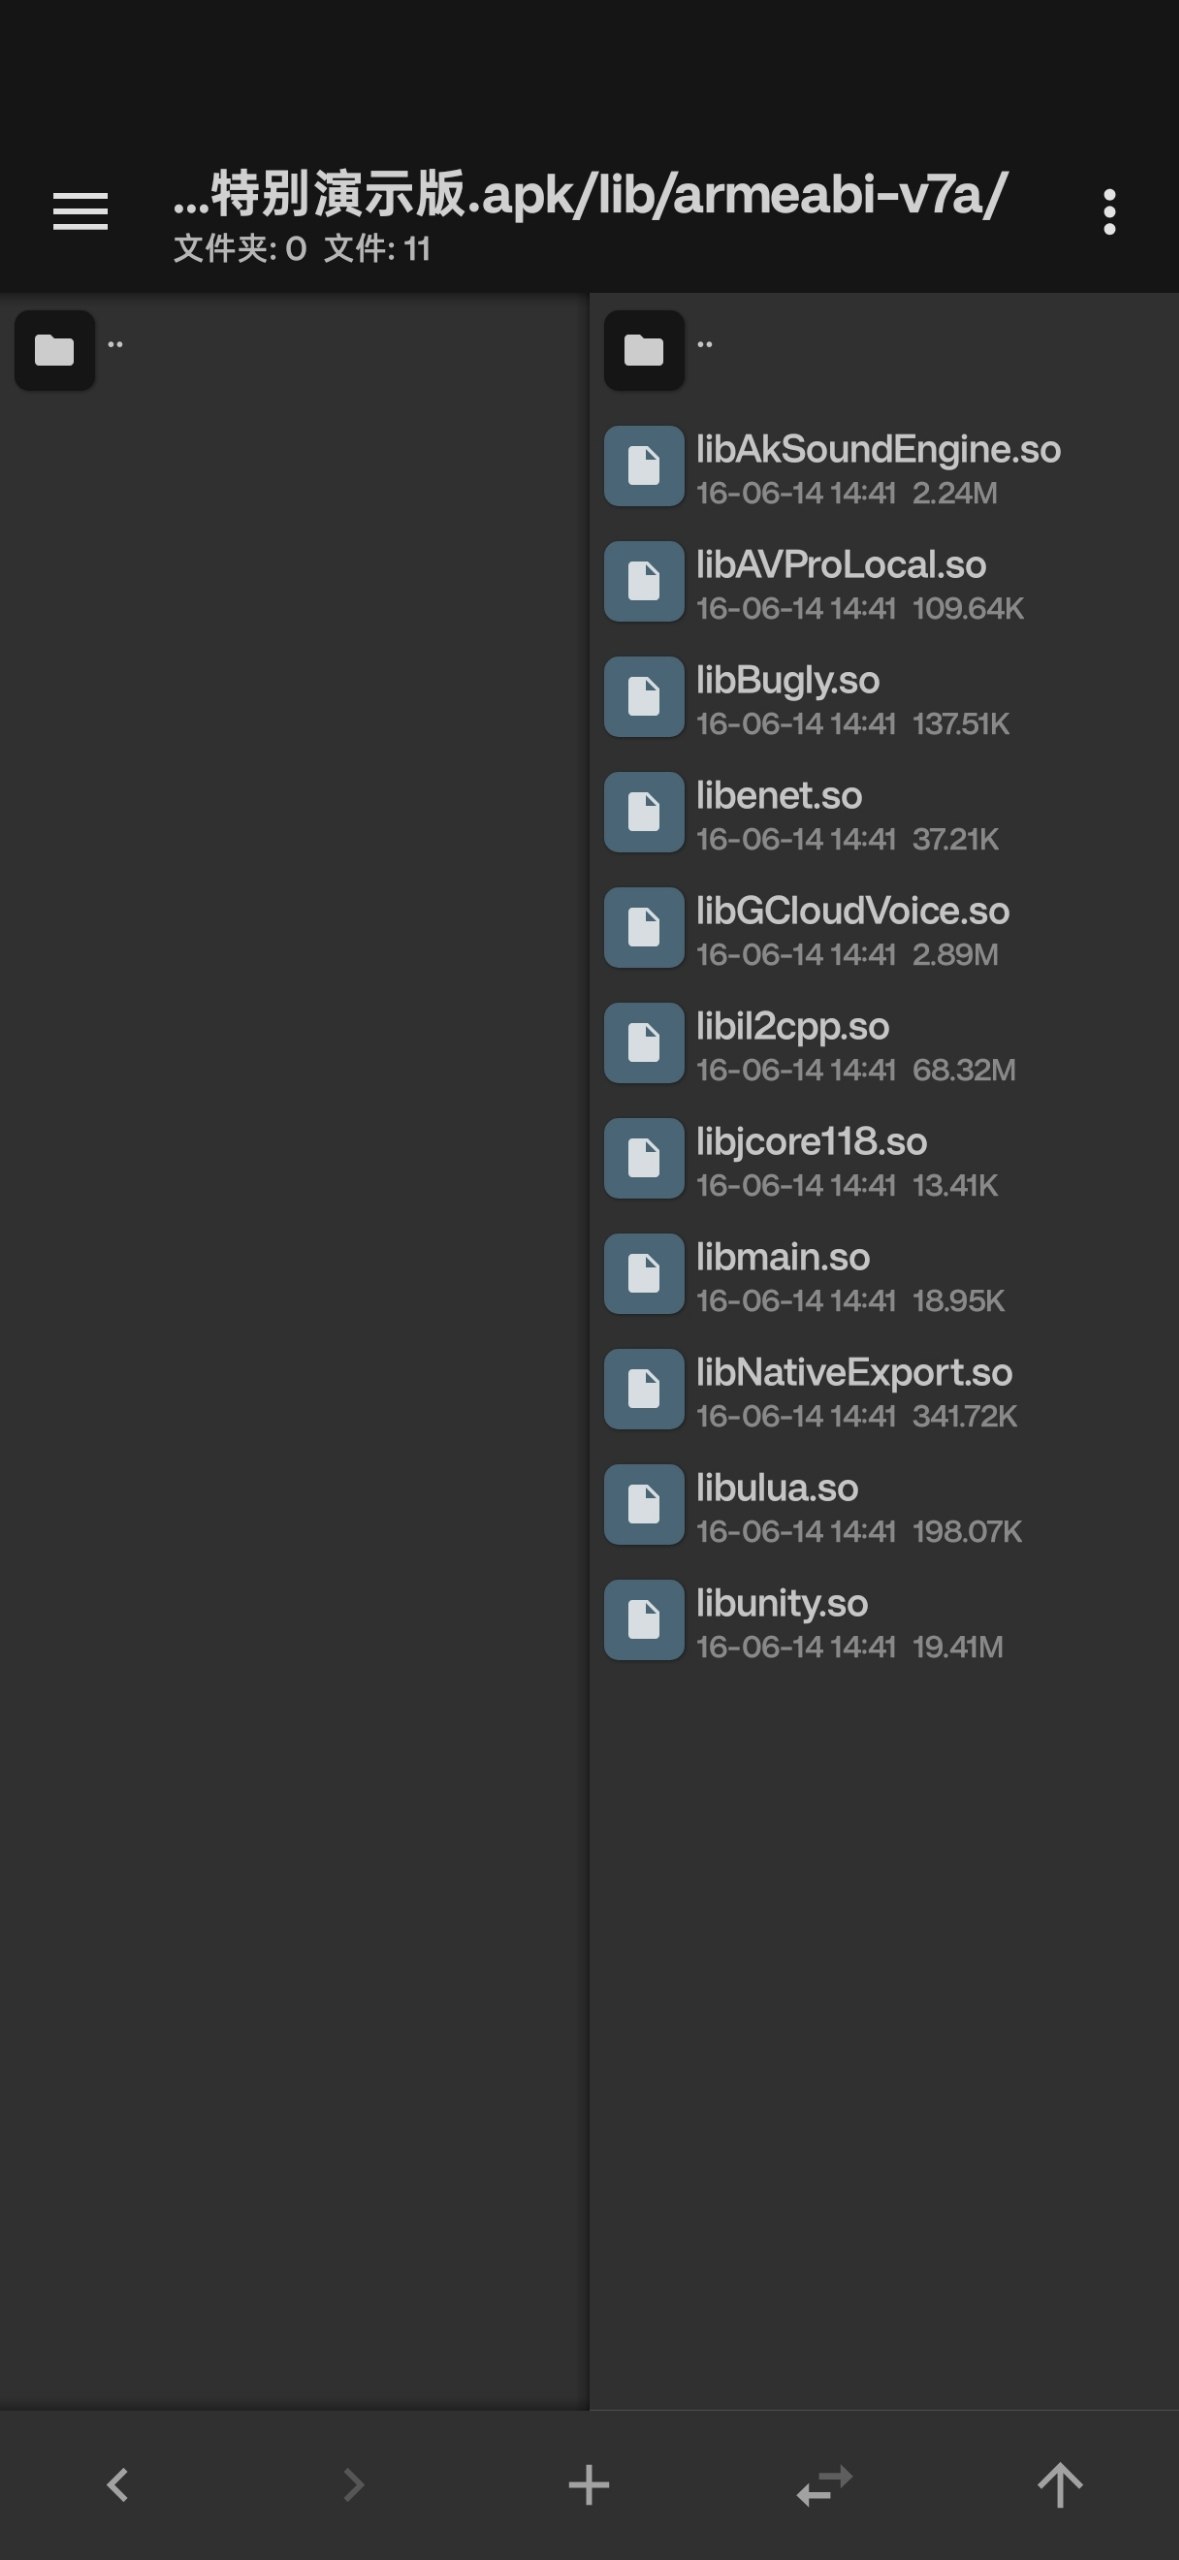 ...特别演示版.apk/lib/armeabi-v7a/
文件夹: 0 文件: 11
..
..
libAkSoundEngine.so
16-06-14 14:41 2.24M
libAVProLocal.so
16-06-14 14:41 109.64K
libBugly.so
16-06-14 14:41 137.51K
libenet.so
16-06-14 14:41 37.21K
libGCloudVoice.so
16-06-14 14:41 2.89M
libil2cpp.so
16-06-14 14:41 68.32M
libjcore118.so
16-06-14 14:41 13.41K
libmain.so
16-06-14 14:41 18.95K
libNativeExport.so
16-06-14 14:41 341.72K
libulua.so
16-06-14 14:41 198.07K
libunity.so
16-06-14 14:41 19.41M